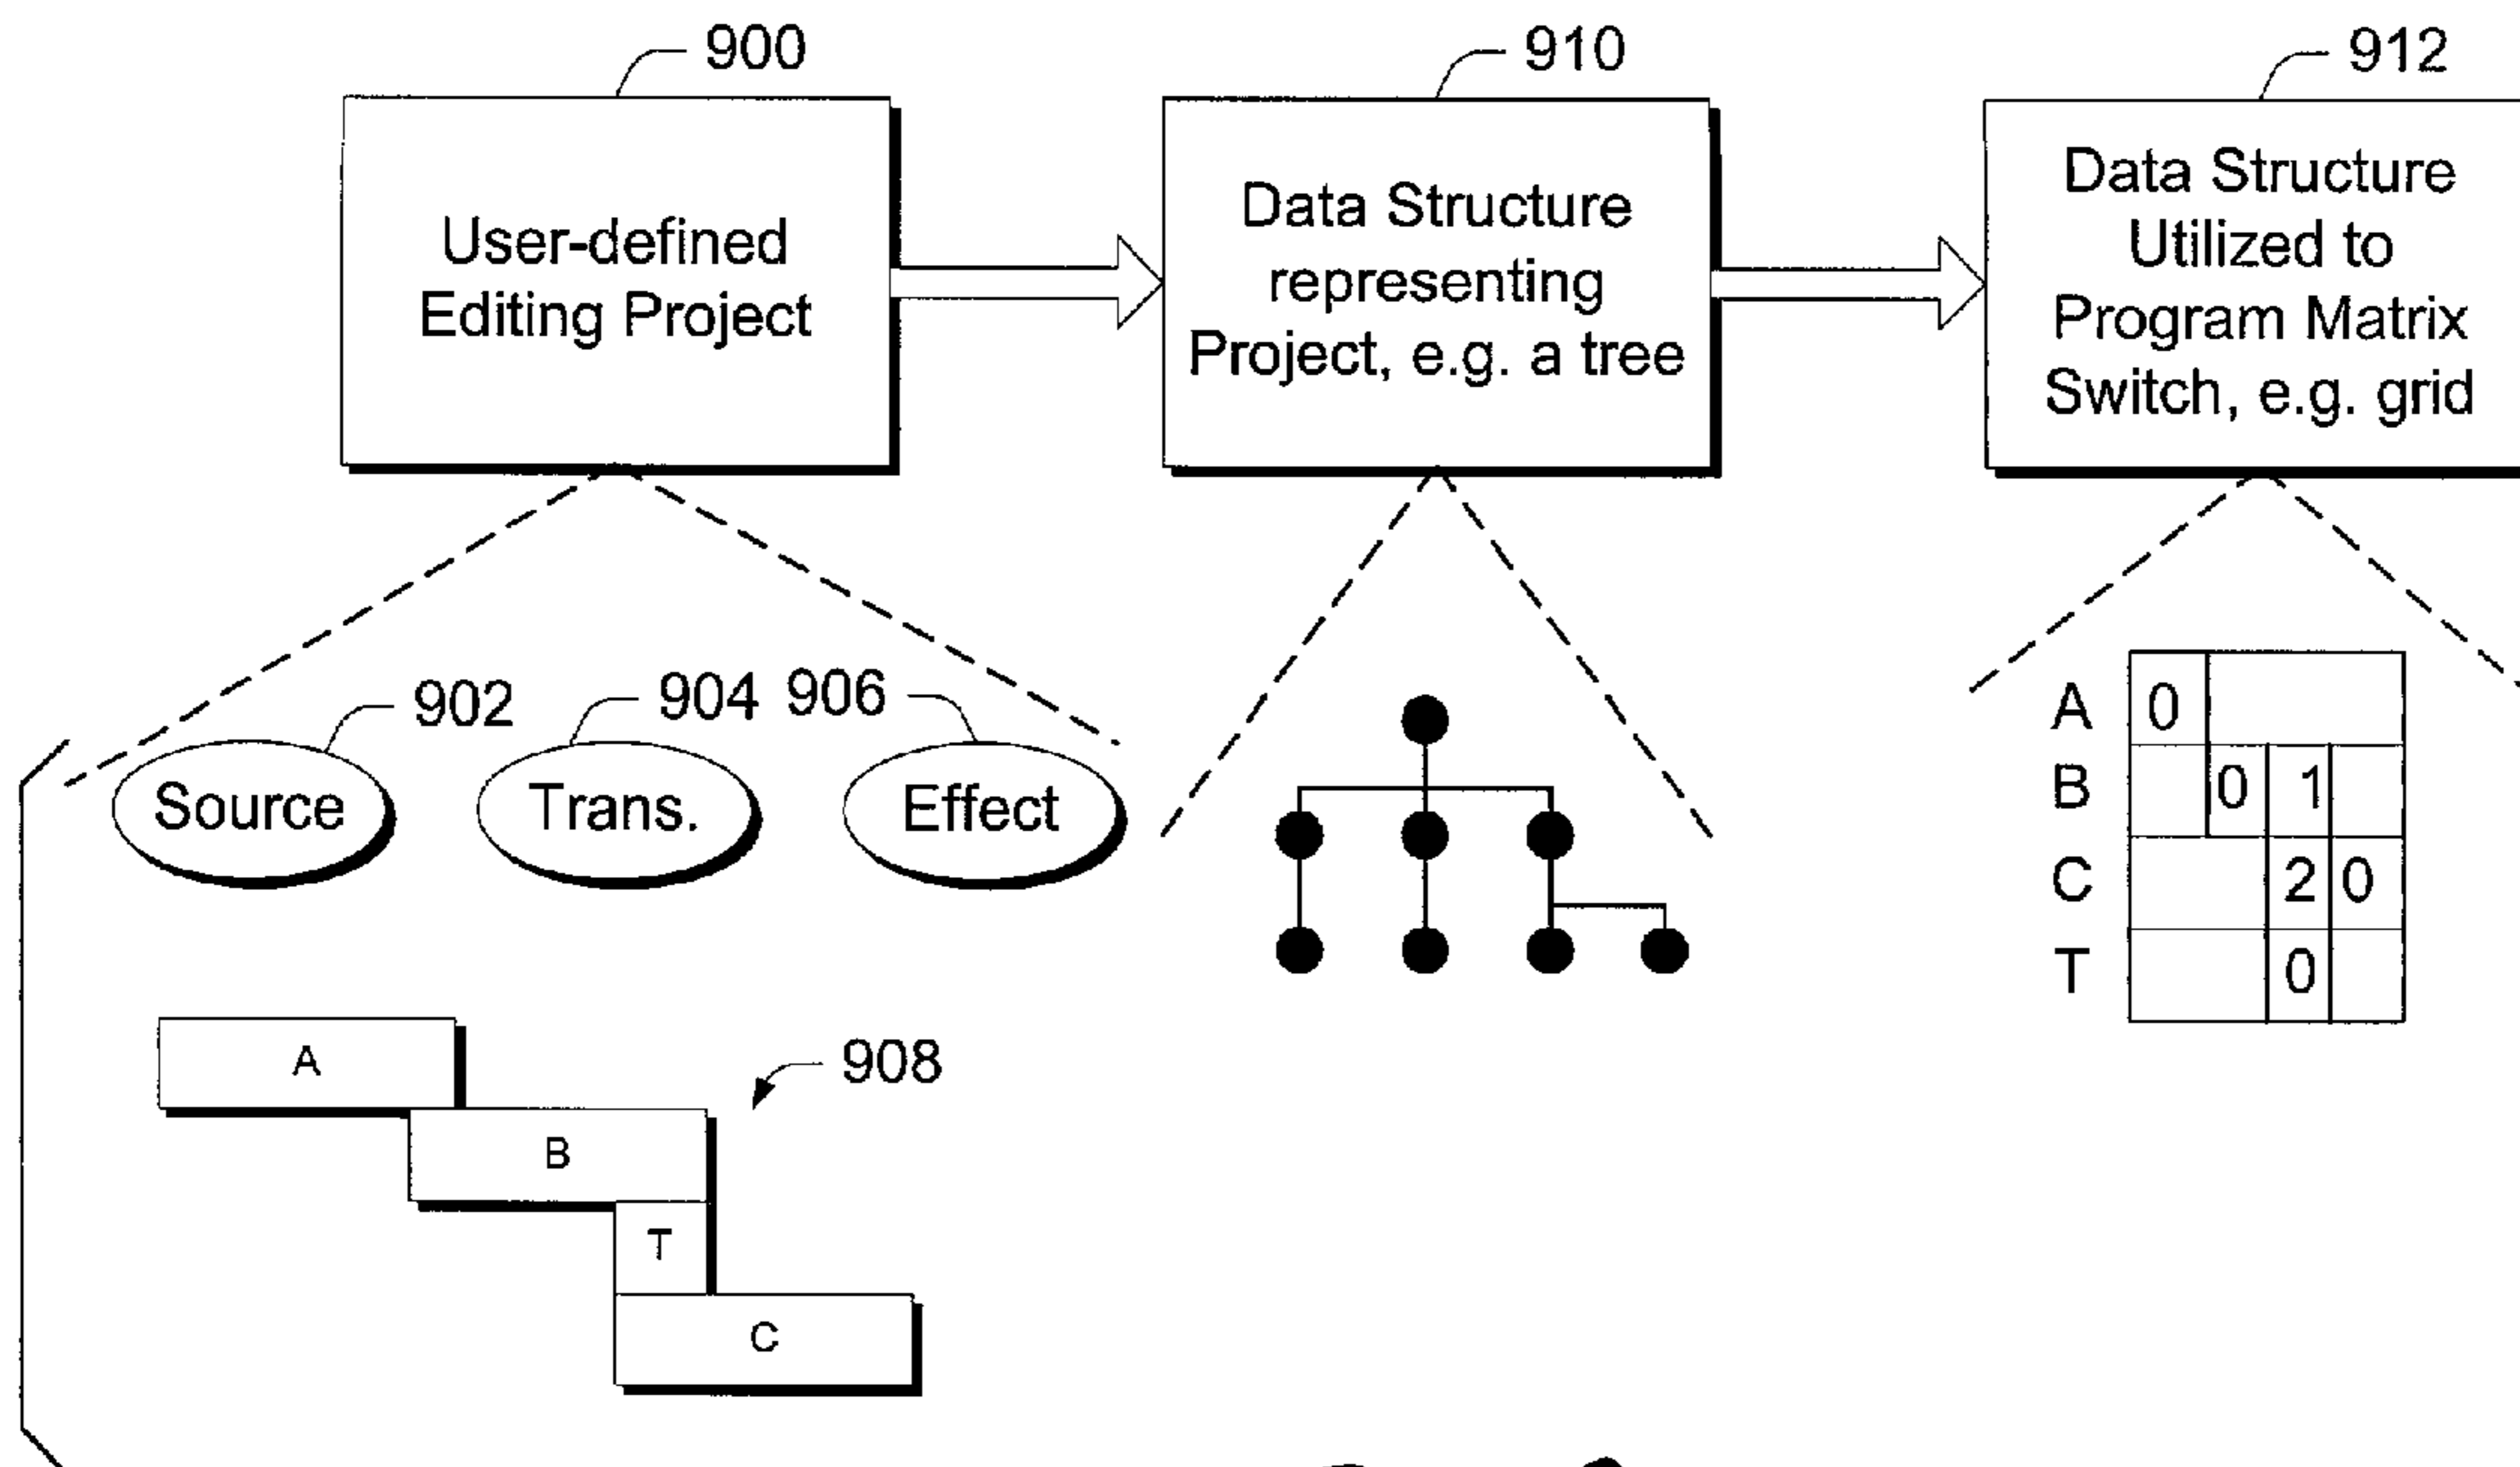 900
910
912
User-defined
Editing Project
Data Structure
representing
Project, e.g. a tree
Data Structure
Utilized to
Program Matrix
Switch, e.g. grid
902
904
906
Source
Trans.
Effect
A
B
T
C
908
A 0
B 0 1
C 2 0
T 0